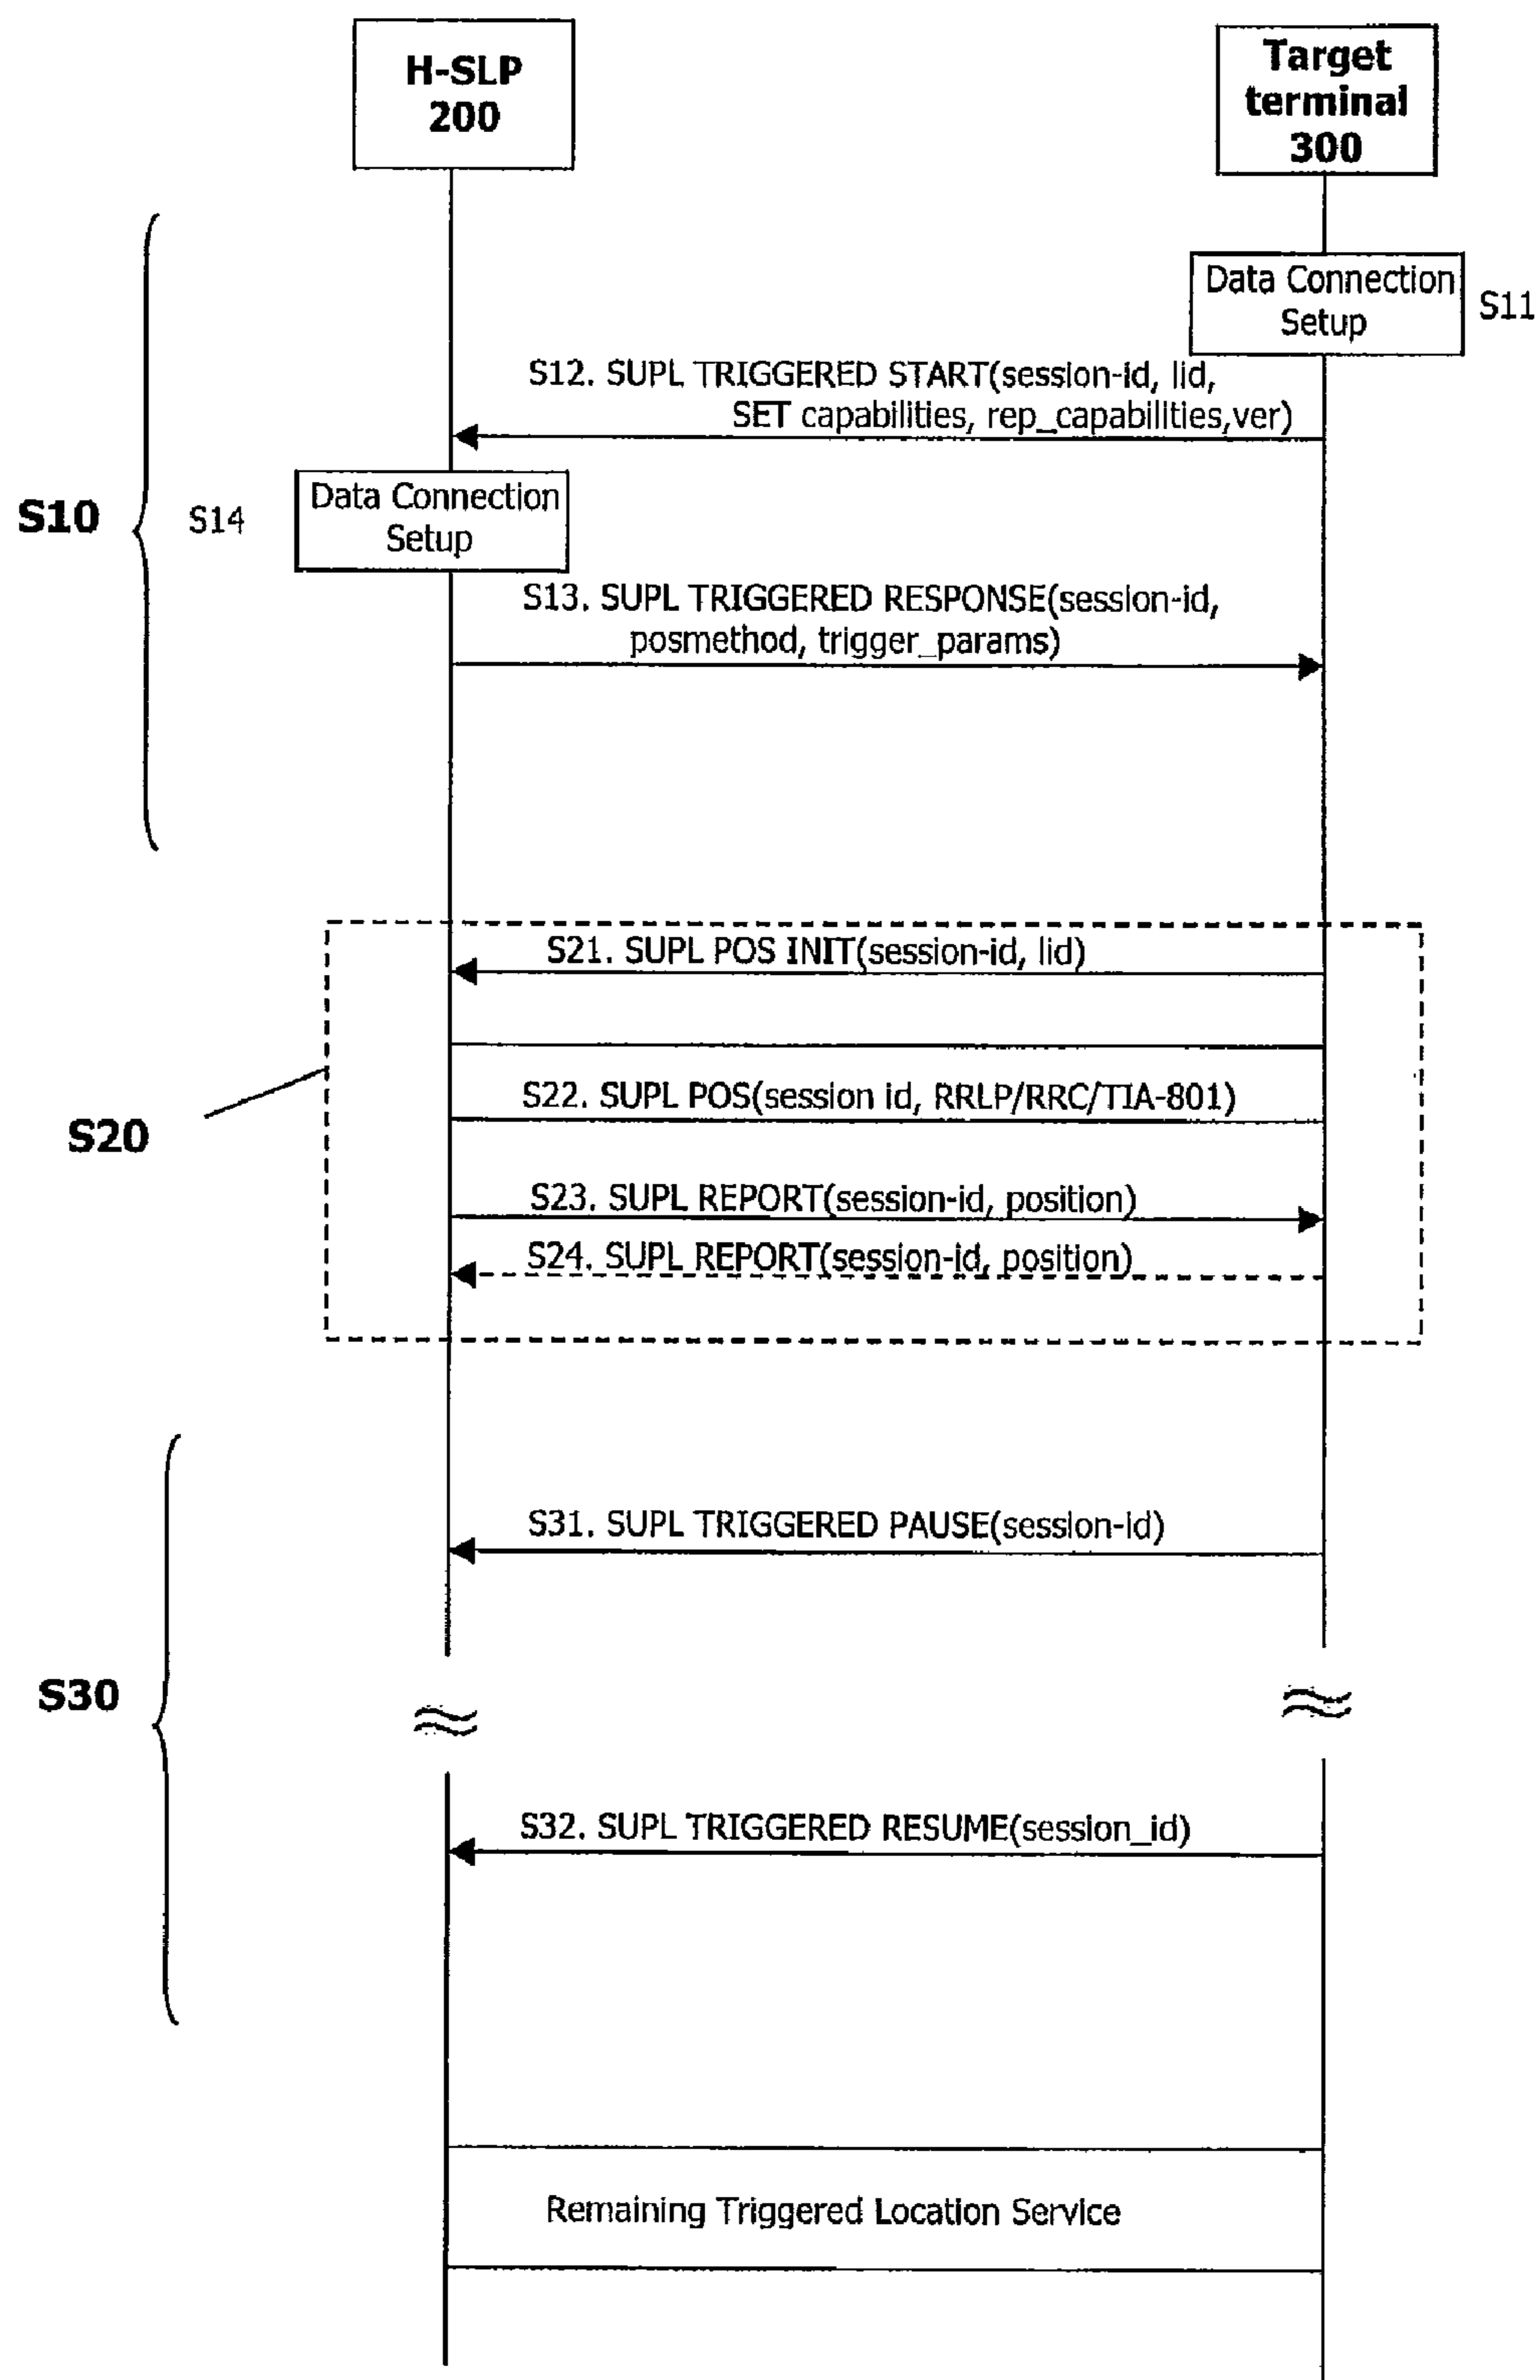 H-SLP
200
Target
terminal
300
Data Connection
Setup
S11
S12. SUPL TRIGGERED START(session-id, lid,
SET capabilities, rep_capabilities,ver)
S10
S14
Data Connection
Setup
S13. SUPL TRIGGERED RESPONSE(session-id,
posmethod, trigger_params)
S21. SUPL POS INIT(session-id, lid)
S22. SUPL POS(session id, RRLP/RRC/TIA-801)
S20
S23. SUPL REPORT(session-id, position)
S24. SUPL REPORT(session-id, position)
S31. SUPL TRIGGERED PAUSE(session-id)
S30
S32. SUPL TRIGGERED RESUME(session_id)
Remaining Triggered Location Service